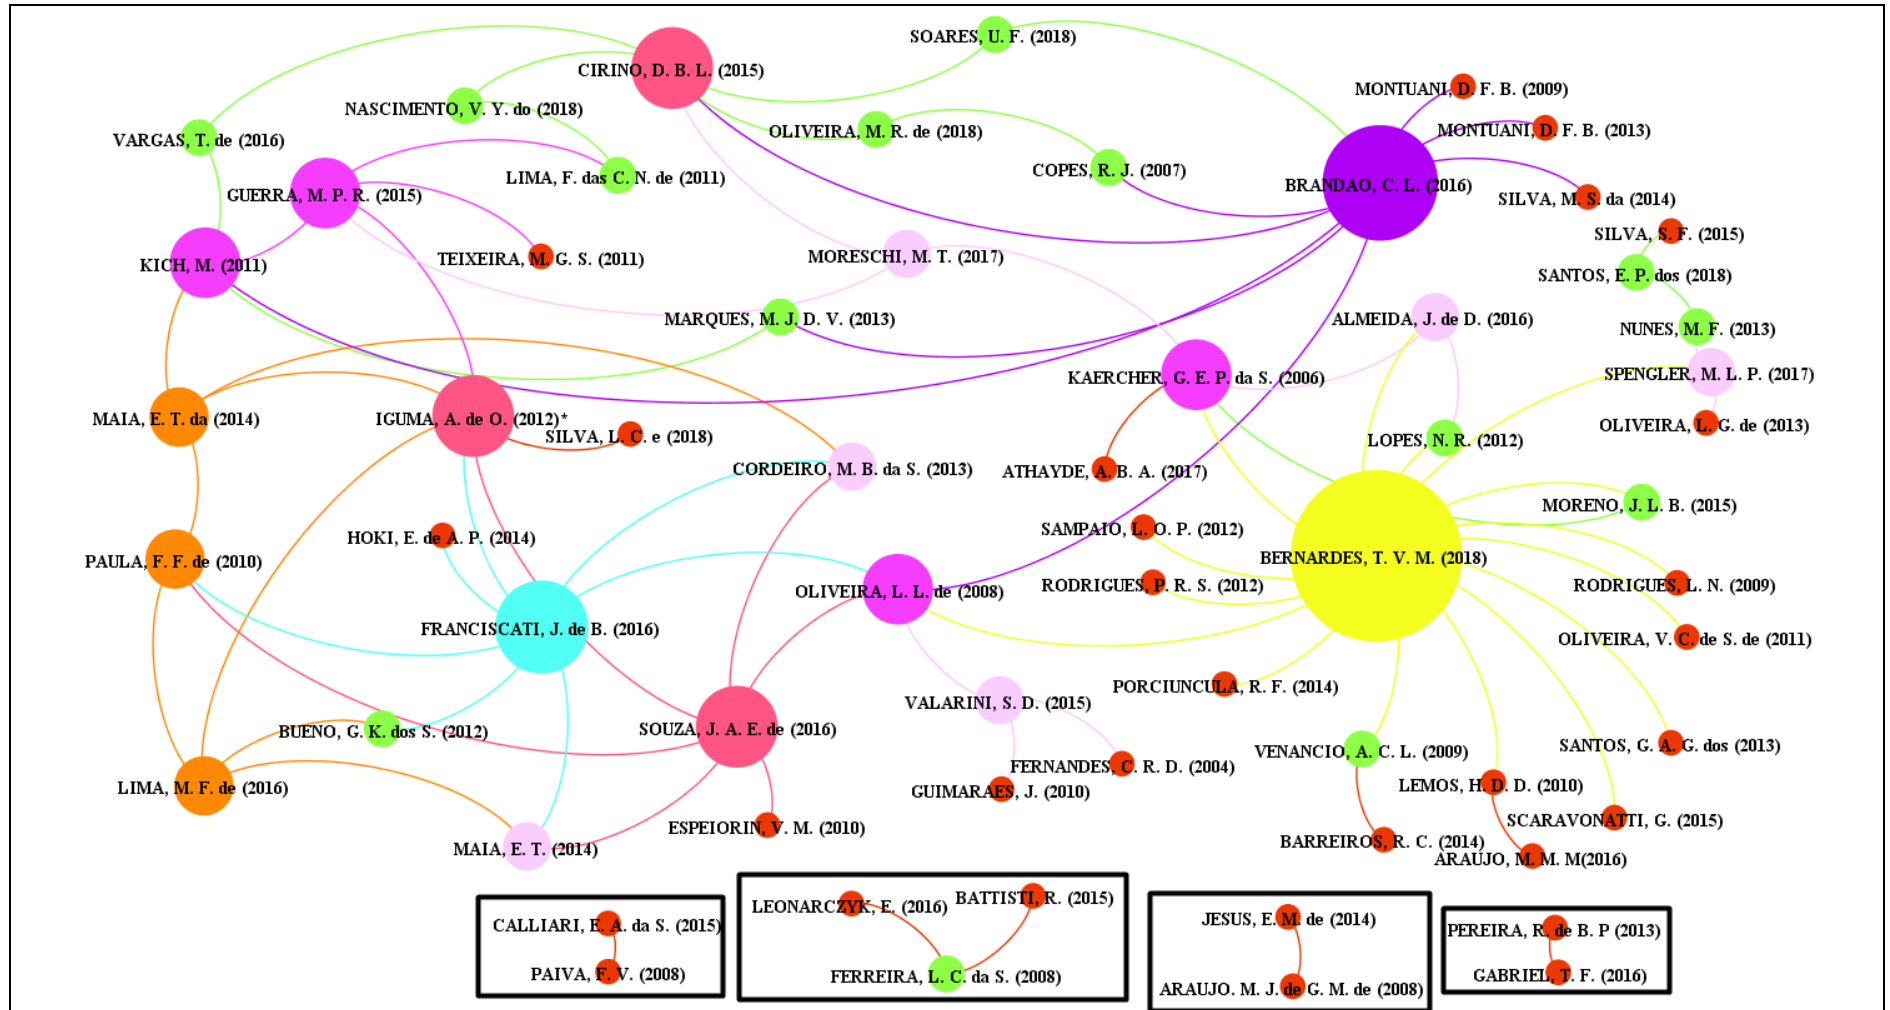 SOARES, U. F. (2018)
CIRINO, D. B. L. (2015)
MONTUANI, D. F. B. (2009)
NASCIMENTO, V. Y. do (2018)
OLIVEIRA, M. R. de (2018)
MONTUANI, D. F. B. (2013)
VARGAS, T. de (2016)
COPES, R. J. (2007)
LIMA, F. das C. N. de (2011)
BRANDAO, C. L. (2016)
GUERRA, M. P. R. (2015)
SILVA, M. S. da (2014)
SILVA, S. F. (2015)
MORESCHI, M. T. (2017)
TEIXEIRA, M. G. S. (2011)
KICH, M. (2011)
SANTOS, E. P. dos (2018)
MARQUES, M. J. D. V. (2013)
ALMEIDA, J. de D. (2016)
NUNES, M. F. (2013)
KAERCHER, G. E. P. da S. (2006)
SPENGLER, M. L. P. (2017)
MAIA, E. T. da (2014)
IGUMA, A. de O. (2012)*
OLIVEIRA, L. G. de (2013)
SILVA, L. C. e (2018)
LOPES, N. R. (2012)
CORDEIRO, M. B. da S. (2013)
ATHAYDE, A. B. A. (2017)
MORENO, J. L. B. (2015)
SAMPAIO, L. O. P. (2012)
HOKI, E. de A. P. (2014)
BERNARDES, T. V. M. (2018)
PAULA, F. F. de (2010)
RODRIGUES, P. R. S. (2012)
RODRIGUES, L. N. (2009)
OLIVEIRA, L. L. de (2008)
FRANCISCATI, J. de B. (2016)
OLIVEIRA, V. C. de S. de (2011)
PORCIUNCULA, R. F. (2014)
VALARINI, S. D. (2015)
BUENO, G. K. dos S. (2012)
SOUZA, J. A. E. de (2016)
SANTOS, G. A. G. dos (2013)
VENANCIO, A. C. L. (2009)
FERNANDES, C. R. D. (2004)
LIMA, M. F. de (2016)
LEMOS, H. D. D. (2010)
GUIMARAES, J. (2010)
SCARAVONATTI, G. (2015)
ESPEIORIN, V. M. (2010)
BARREIROS, R. C. (2014)
MAIA, E. T. (2014)
ARAUJO, M. M. M(2016)
CALLIARI, E. A. da S. (2015)
PAIVA, F. V. (2008)
LEONARCZYK, E. (2016)
BATTISTI, R. (2015)
FERREIRA, L. C. da S. (2008)
JESUS, E. M. de (2014)
ARAUJO. M. J. de G. M. de (2008)
PEREIRA, R. de B. P (2013)
GABRIEL, T. F. (2016)